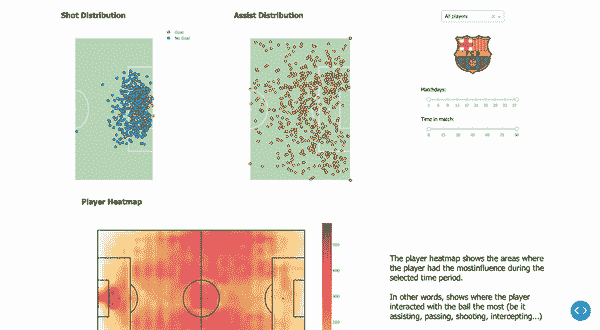 Shot Distribution
Assist Distribution
Goal
No Goal
All players
Matchdays:
Time in match:
Player Heatmap
The player heatmap shows the areas where
the player had the mostinfluence during the
selected time period.
In other words, shows where the player
interacted with the ball the most (be it
assisting, passing, shooting, intercepting...)